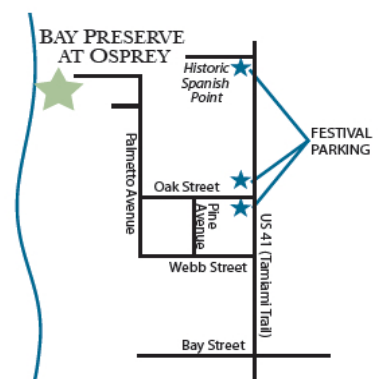 BAY PRESERVE
AT OSPREY
Historic
Spanish
Point
FESTIVAL
PARKING
Palmetto Avenue
Oak Street
Pine
Avenue
US 41 (Tamiami Trail)
Webb Street
Bay Street